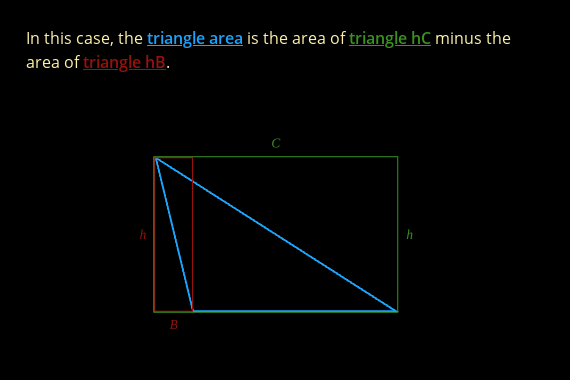 In this case, the triangle area is the area of triangle hC minus the
area of triangle hB.
C
h
h
B